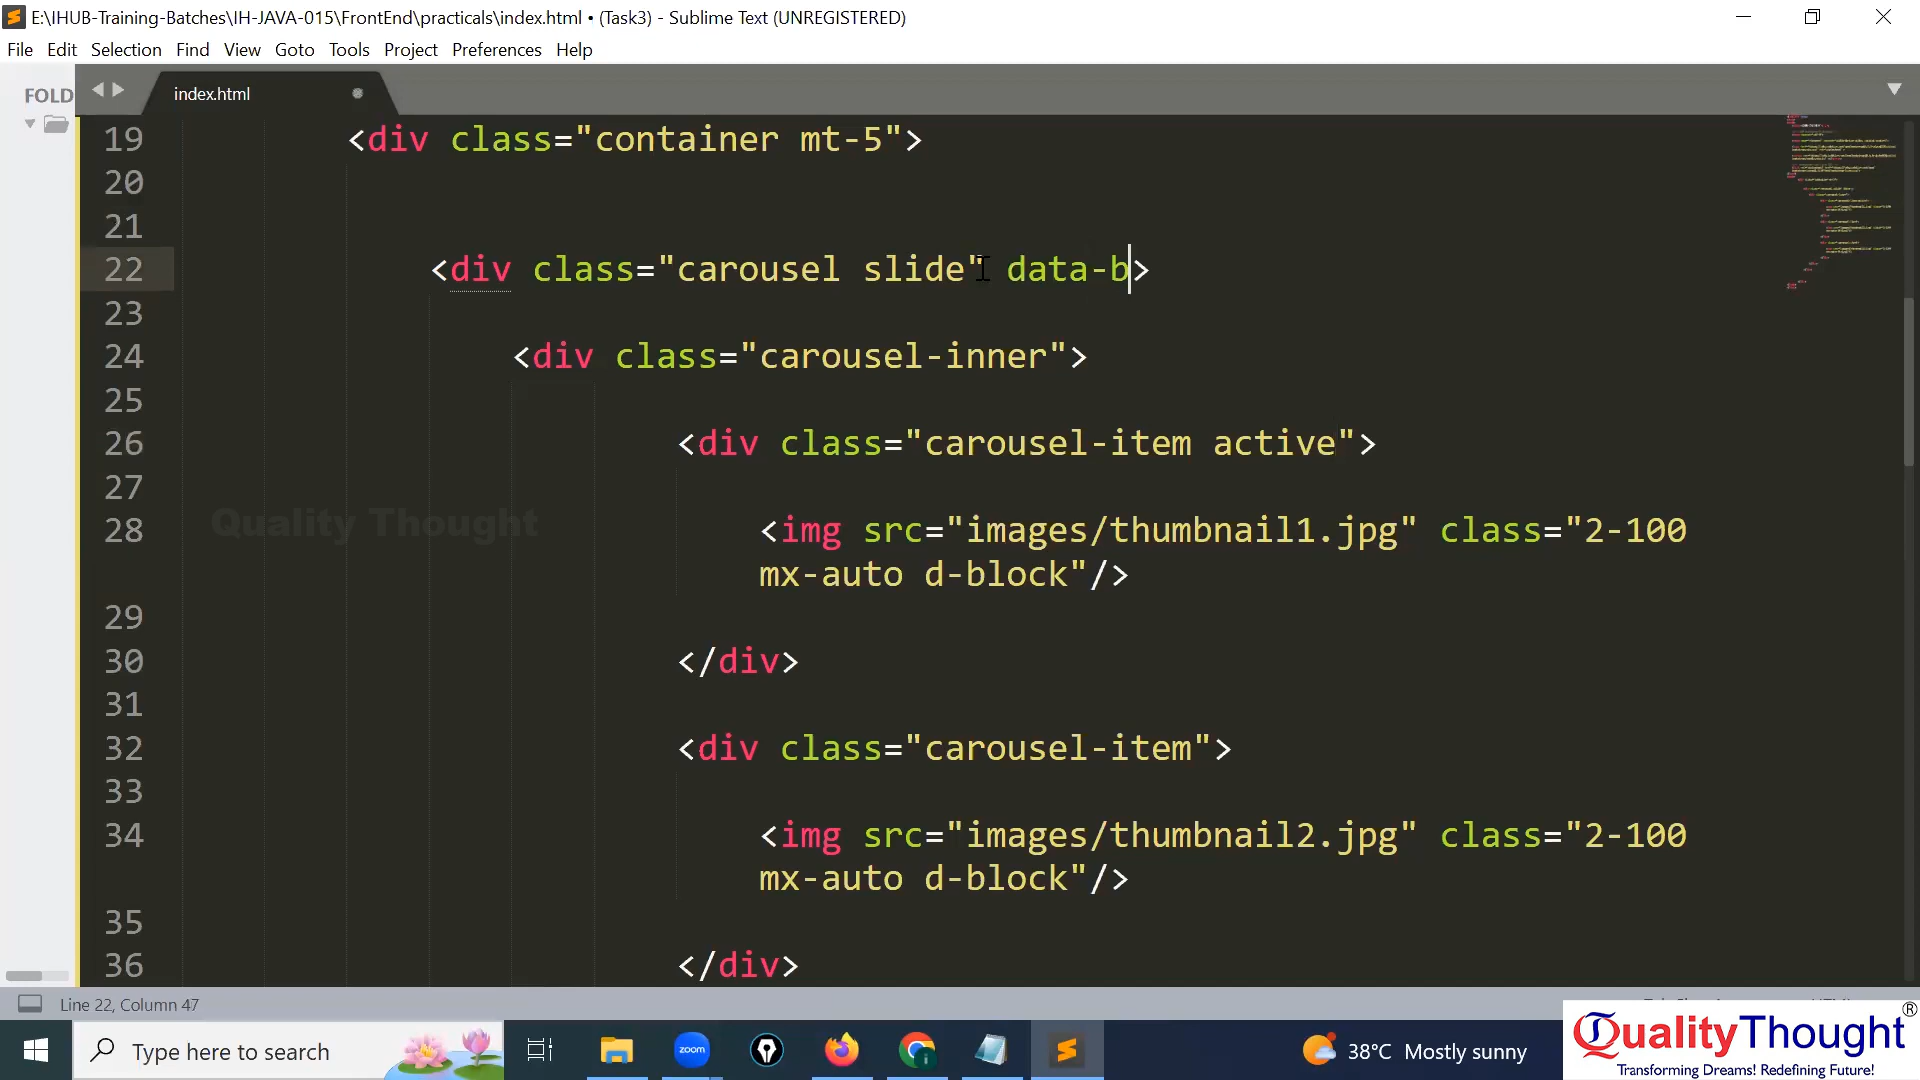 E:\IHUB-Training-Batches\IH-JAVA-015\FrontEnd\practicals\index.html • (Task3) - Sublime Text (UNREGISTERED)
File Edit Selection Find View Goto Tools Project Preferences Help
FOLD
index.html
19 <div class="container mt-5">
20
21
22 <div class="carousel slide" data-b>
23
24 <div class="carousel-inner">
25
26 <div class="carousel-item active">
27
28 <img src="images/thumbnail1.jpg" class="2-100
mx-auto d-block"/>
29
30 </div>
31
32 <div class="carousel-item">
33
34 <img src="images/thumbnail2.jpg" class="2-100
mx-auto d-block"/>
35
36 </div>
Quality Thought
Line 22, Column 47
Type here to search
zoom
38°C Mostly sunny
QualityThought®
Transforming Dreams! Redefining Future!